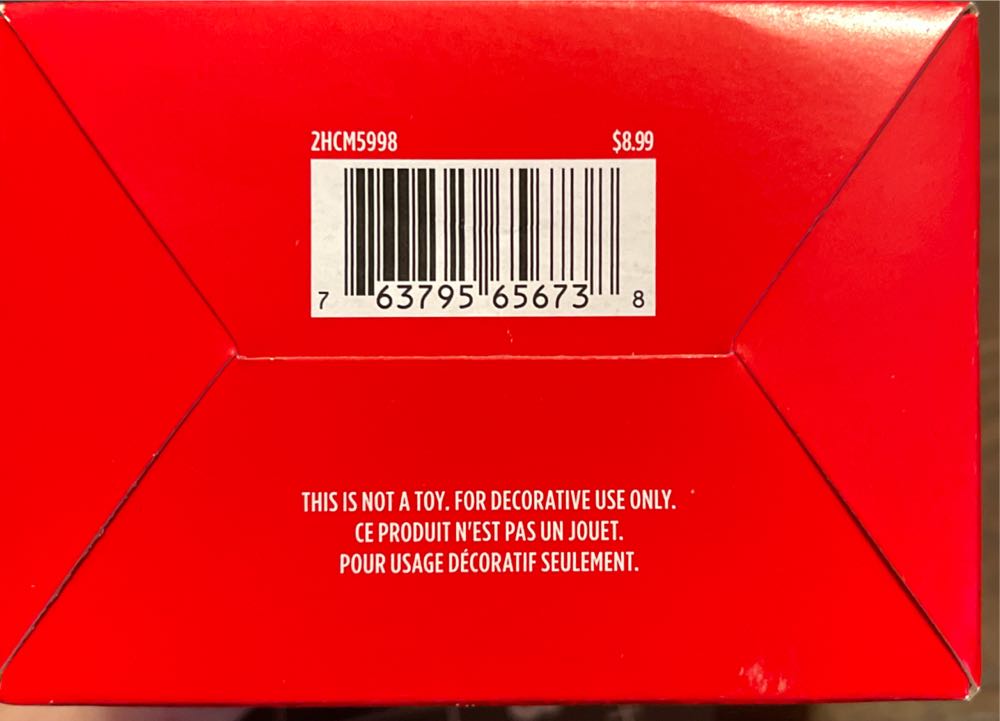 2HCM5998 $8.99
7 63795 65673 8
THIS IS NOT A TOY. FOR DECORATIVE USE ONLY.
CE PRODUIT N'EST PAS UN JOUET.
POUR USAGE DÉCORATIF SEULEMENT.